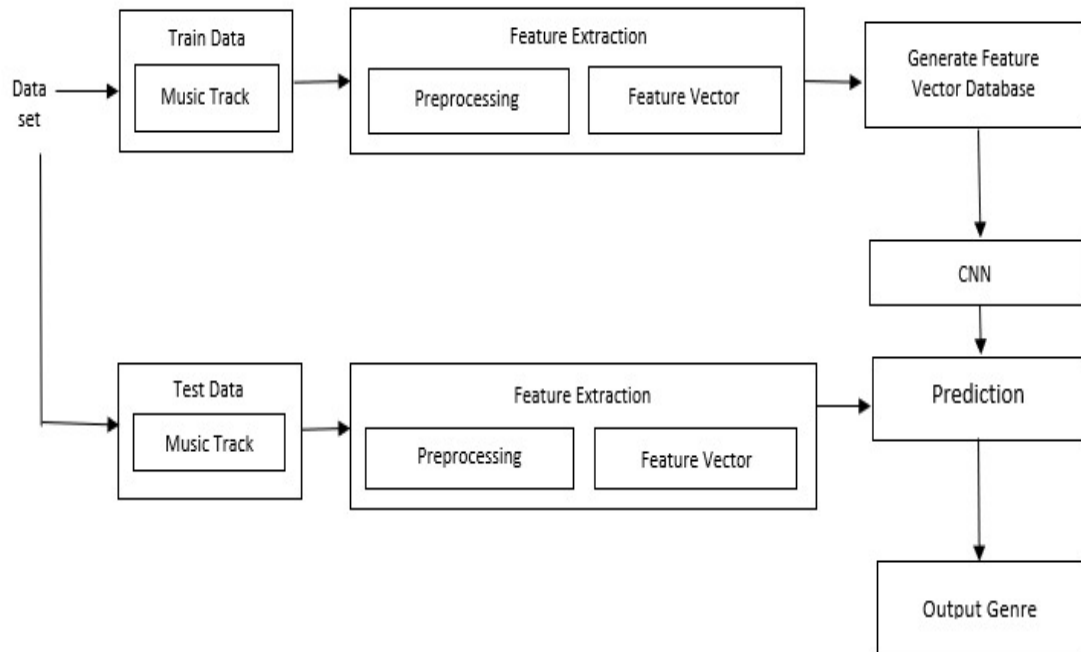 Data
set
Train Data
Music Track
Feature Extraction
Preprocessing
Feature Vector
Generate Feature
Vector Database
CNN
Test Data
Music Track
Feature Extraction
Preprocessing
Feature Vector
Prediction
Output Genre